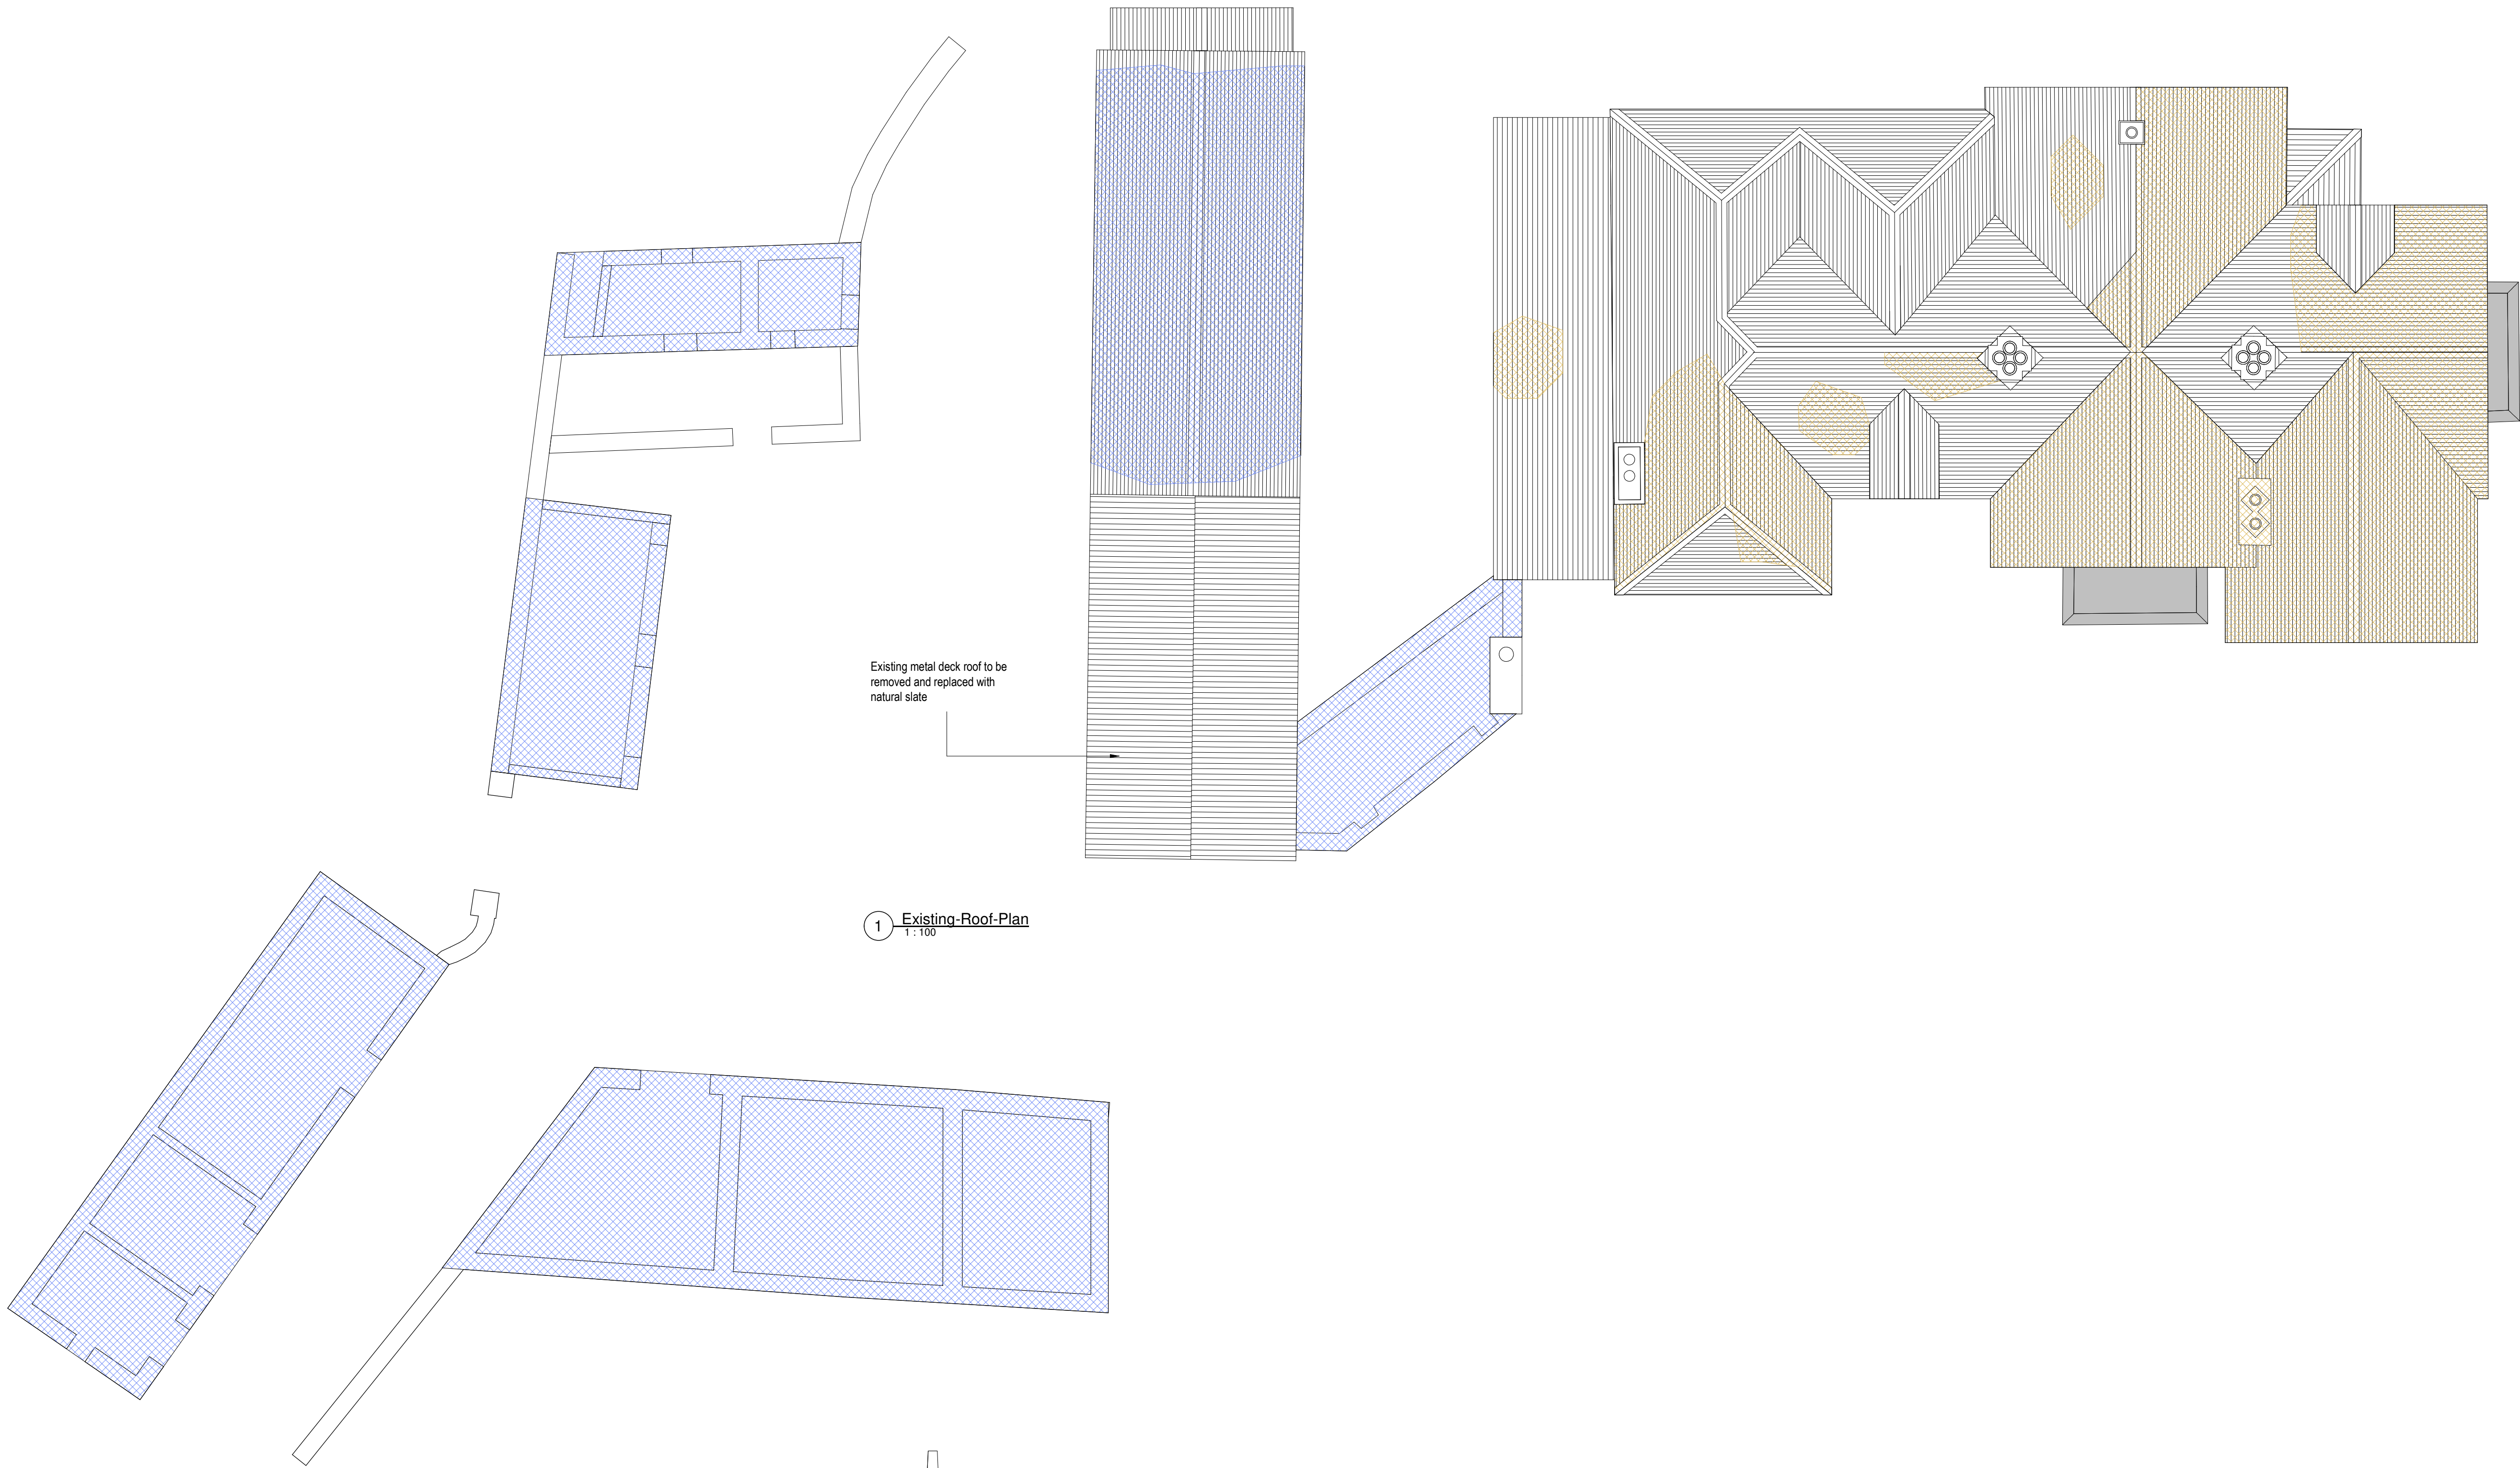 Existing metal deck roof to be
removed and replaced with
natural slate
1
Existing-Roof-Plan
1 : 100